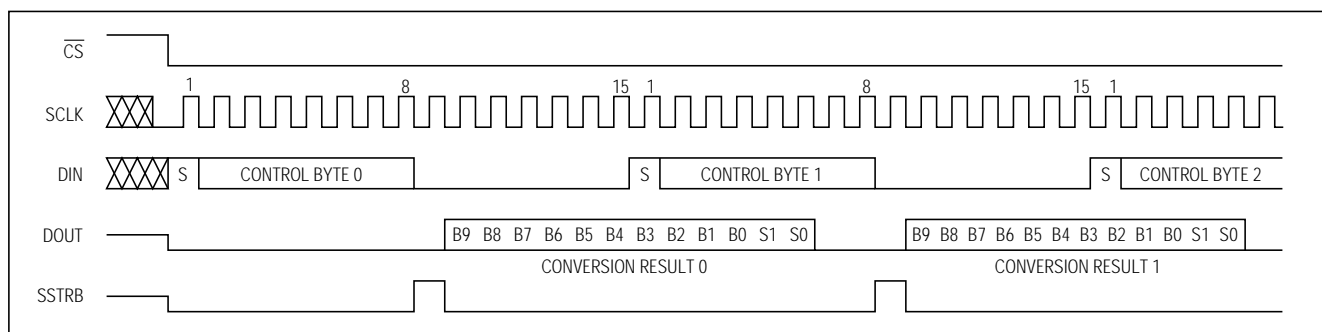 CS
1 8 15 1 8 15 1
SCLK
DIN S CONTROL BYTE 0 S CONTROL BYTE 1 S CONTROL BYTE 2
DOUT B9 B8 B7 B6 B5 B4 B3 B2 B1 B0 S1 S0 B9 B8 B7 B6 B5 B4 B3 B2 B1 B0 S1 S0
CONVERSION RESULT 0 CONVERSION RESULT 1
SSTRB